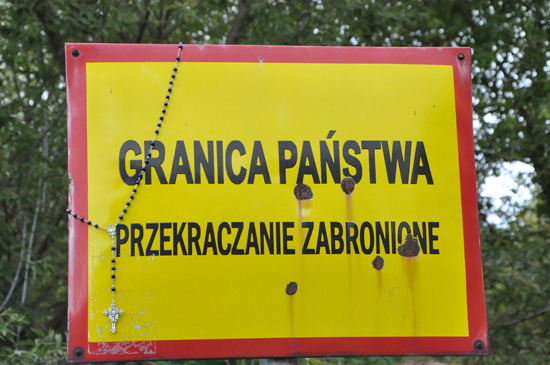 GRANICA PAŃSTWA
PRZEKRACZANIE ZABRONIONE